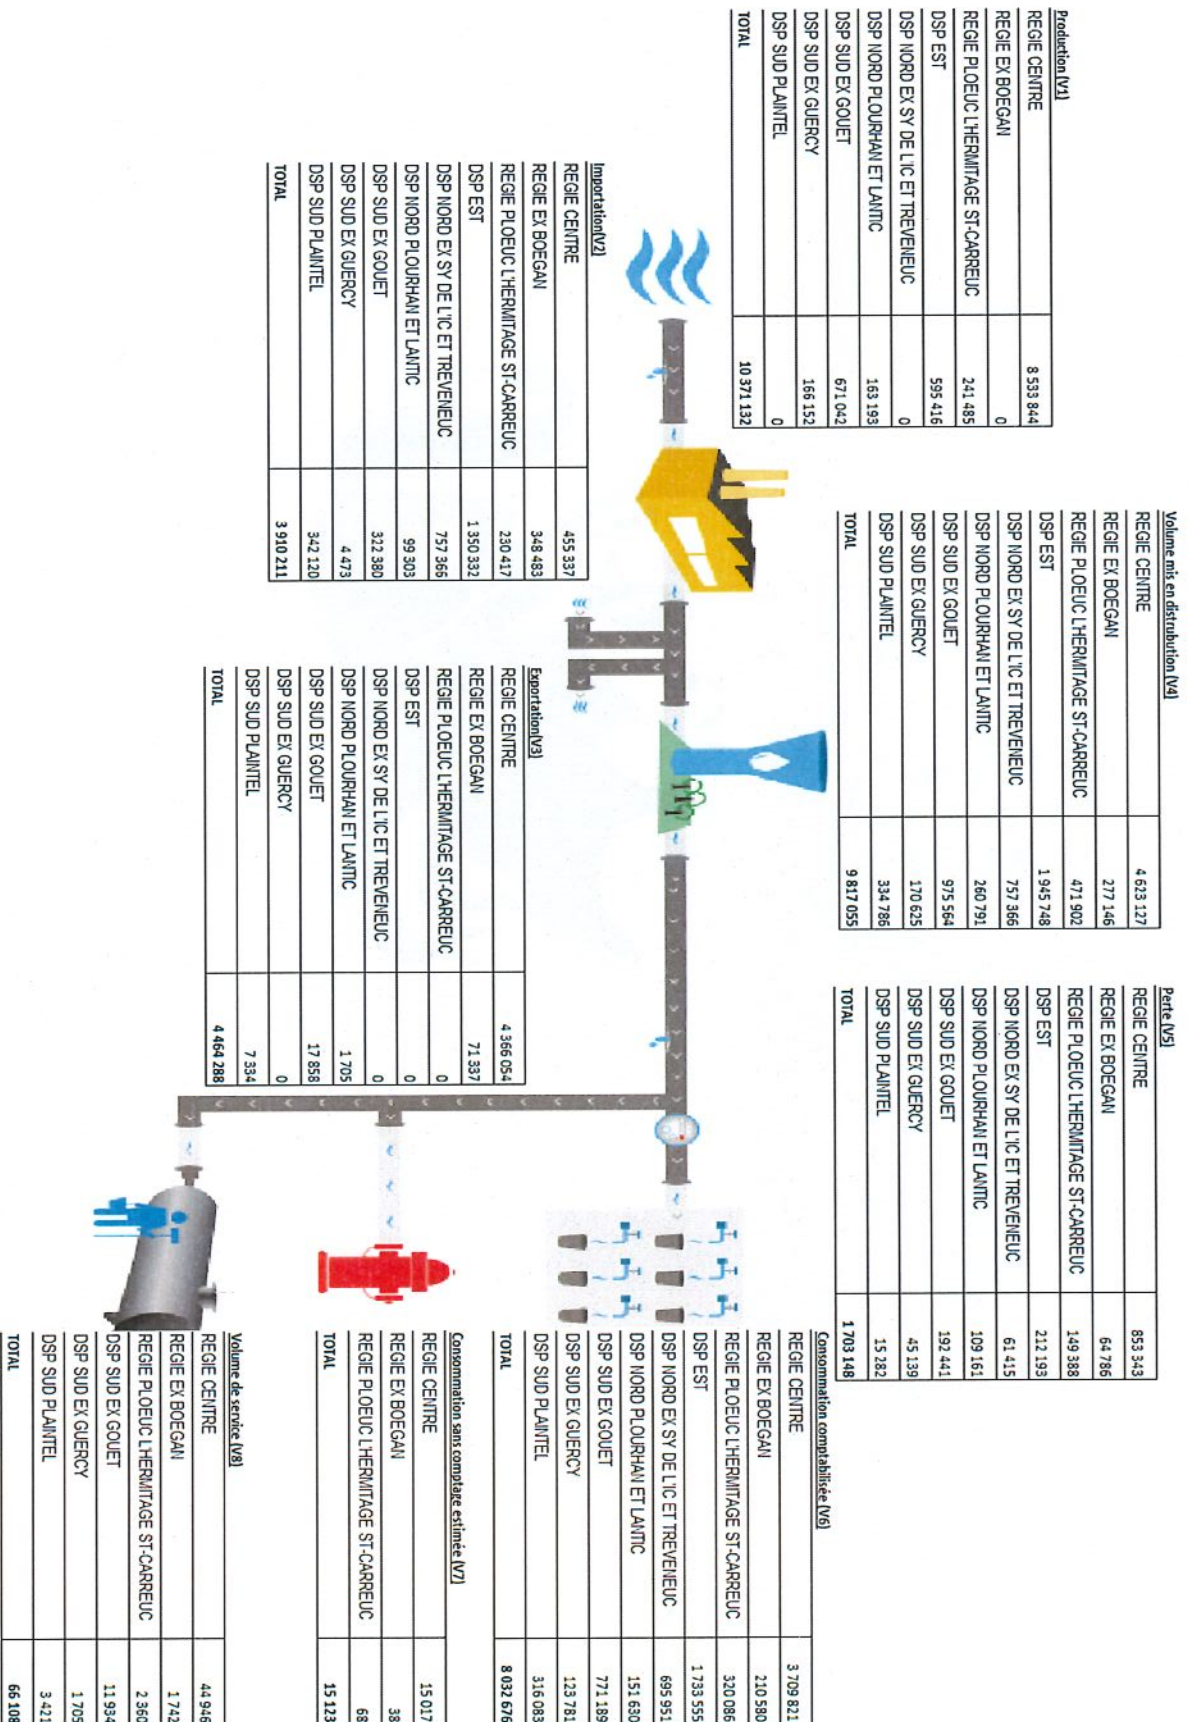 Production (V1)
REGIE CENTRE 8 533 844
REGIE EX BOEGAN 0
REGIE PLOEUC L'HERMITAGE ST-CARREUC 241 485
DSP EST 595 416
DSP NORD EX SY DE L'IC ET TREVENEUC 0
DSP NORD PLOURHAN ET LANTIC 163 193
DSP SUD EX GOUET 671 042
DSP SUD EX GUERCY 166 152
DSP SUD PLAINTEL 0
TOTAL 10 371 132
Volume mis en distrubution (V4)
REGIE CENTRE 4 623 127
REGIE EX BOEGAN 277 146
REGIE PLOEUC L'HERMITAGE ST-CARREUC 471 902
DSP EST 1 945 748
DSP NORD EX SY DE L'IC ET TREVENEUC 757 366
DSP NORD PLOURHAN ET LANTIC 260 791
DSP SUD EX GOUET 975 564
DSP SUD EX GUERCY 170 625
DSP SUD PLAINTEL 334 786
TOTAL 9 817 055
Perte (V5)
REGIE CENTRE 853 343
REGIE EX BOEGAN 64 786
REGIE PLOEUC L'HERMITAGE ST-CARREUC 149 388
DSP EST 212 193
DSP NORD EX SY DE L'IC ET TREVENEUC 61 415
DSP NORD PLOURHAN ET LANTIC 109 161
DSP SUD EX GOUET 192 441
DSP SUD EX GUERCY 45 139
DSP SUD PLAINTEL 15 282
TOTAL 1 703 148
Importation(V2)
REGIE CENTRE 455 337
REGIE EX BOEGAN 348 483
REGIE PLOEUC L'HERMITAGE ST-CARREUC 230 417
DSP EST 1 350 332
DSP NORD EX SY DE L'IC ET TREVENEUC 757 366
DSP NORD PLOURHAN ET LANTIC 99 303
DSP SUD EX GOUET 322 380
DSP SUD EX GUERCY 4 473
DSP SUD PLAINTEL 342 120
TOTAL 3 910 211
Exportation(V3)
REGIE CENTRE 4 366 054
REGIE EX BOEGAN 71 337
REGIE PLOEUC L'HERMITAGE ST-CARREUC 0
DSP EST 0
DSP NORD EX SY DE L'IC ET TREVENEUC 0
DSP NORD PLOURHAN ET LANTIC 1 705
DSP SUD EX GOUET 17 858
DSP SUD EX GUERCY 0
DSP SUD PLAINTEL 7 334
TOTAL 4 464 288
Consommation comptabilisée (V6)
REGIE CENTRE 3 709 821
REGIE EX BOEGAN 210 580
REGIE PLOEUC L'HERMITAGE ST-CARREUC 320 086
DSP EST 1 733 555
DSP NORD EX SY DE L'IC ET TREVENEUC 695 951
DSP NORD PLOURHAN ET LANTIC 151 630
DSP SUD EX GOUET 771 189
DSP SUD EX GUERCY 123 781
DSP SUD PLAINTEL 316 083
TOTAL 8 032 676
Consommation sans comptage estimée (V7)
REGIE CENTRE 15 017
REGIE EX BOEGAN 38
REGIE PLOEUC L'HERMITAGE ST-CARREUC 68
TOTAL 15 123
Volume de service (V8)
REGIE CENTRE 44 946
REGIE EX BOEGAN 1 742
REGIE PLOEUC L'HERMITAGE ST-CARREUC 2 360
DSP SUD EX GOUET 11 934
DSP SUD EX GUERCY 1 705
DSP SUD PLAINTEL 3 421
TOTAL 66 108